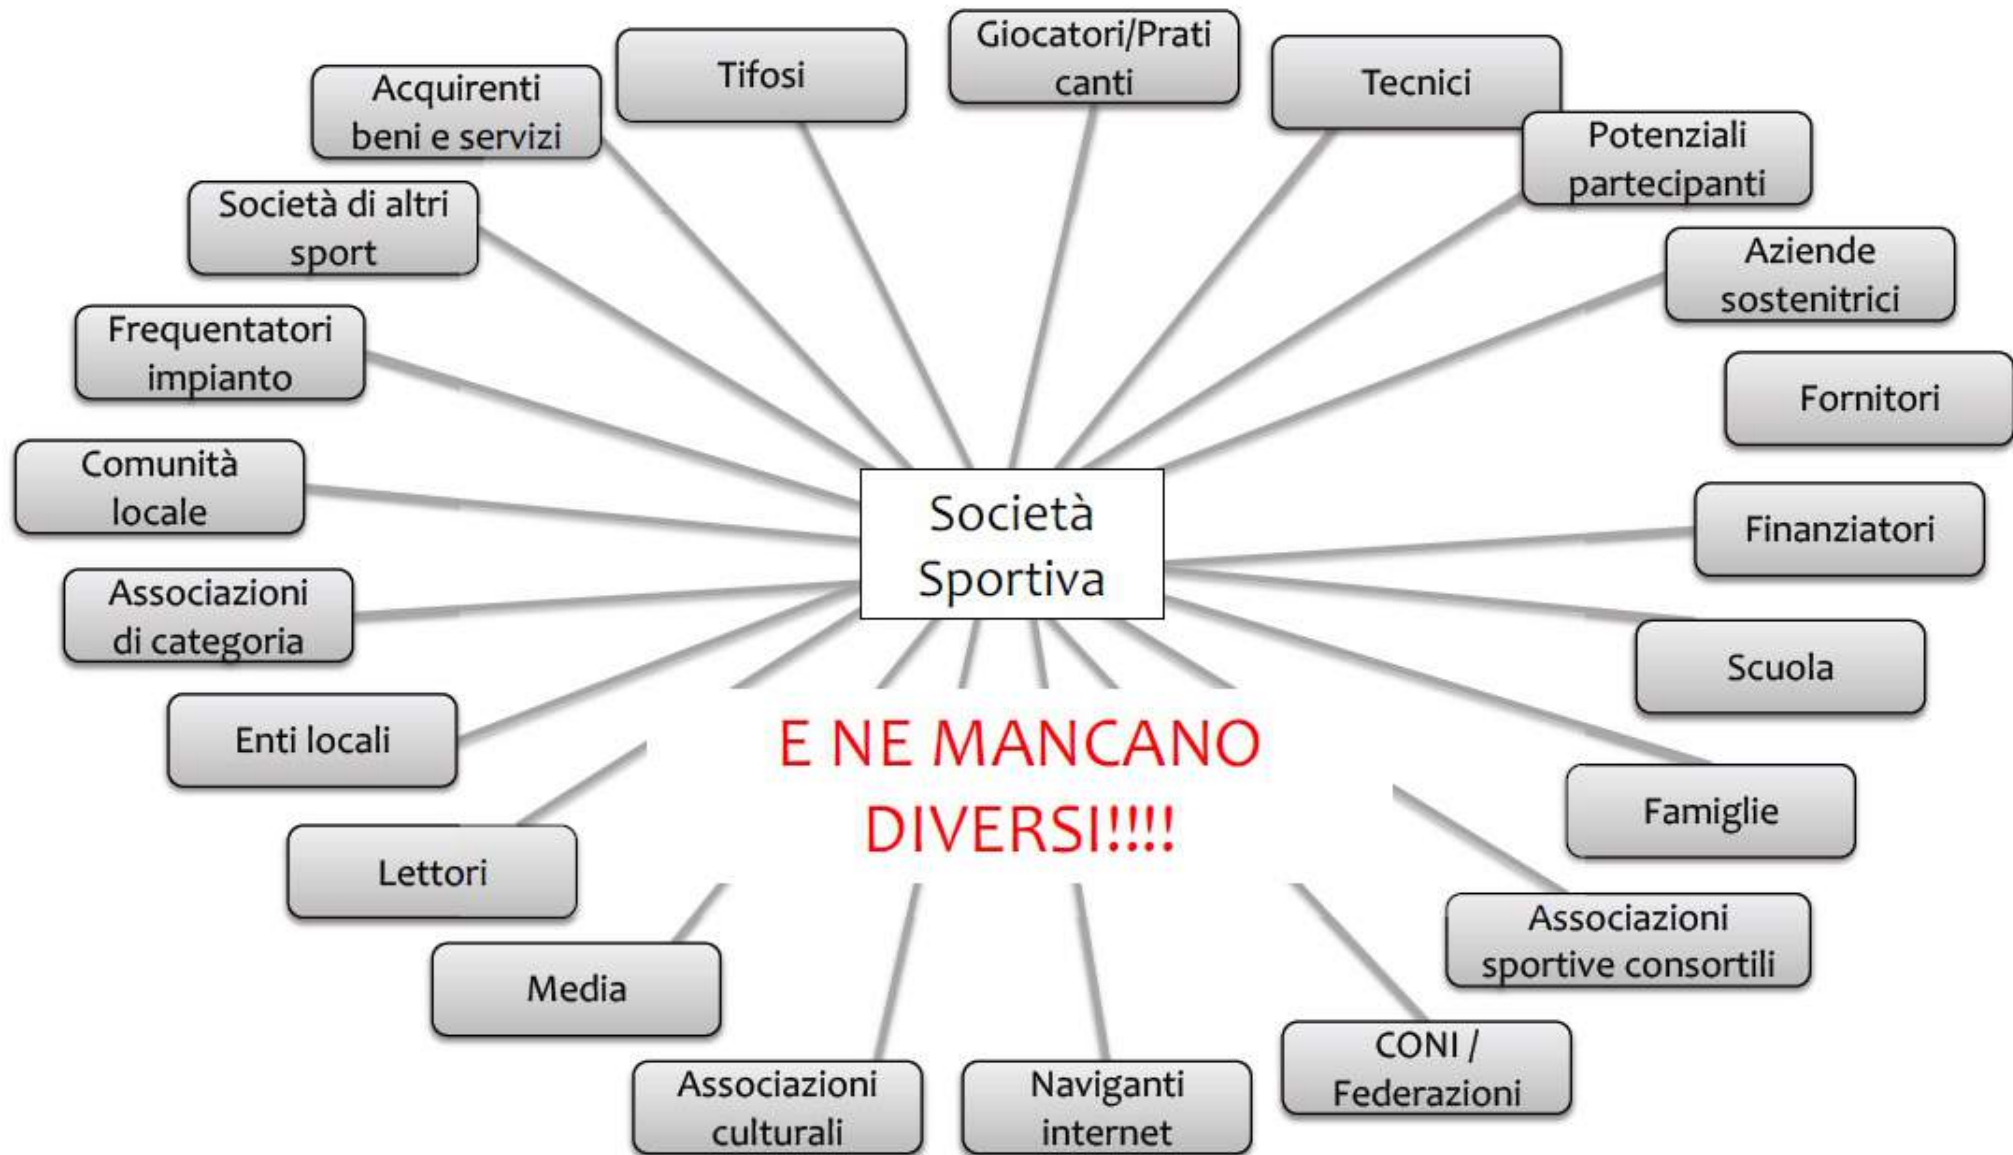 Giocatori/Prati
canti
Tifosi
Tecnici
Acquirenti
beni e servizi
Potenziali
partecipanti
Società di altri
sport
Aziende
sostenitrici
Frequentatori
impianto
Fornitori
Comunità
locale
Società
Sportiva
Finanziatori
Associazioni
di categoria
Scuola
Enti locali
E NE MANCANO
DIVERSI!!!!
Famiglie
Lettori
Associazioni
sportive consortili
Media
CONI /
Federazioni
Associazioni
culturali
Naviganti
internet